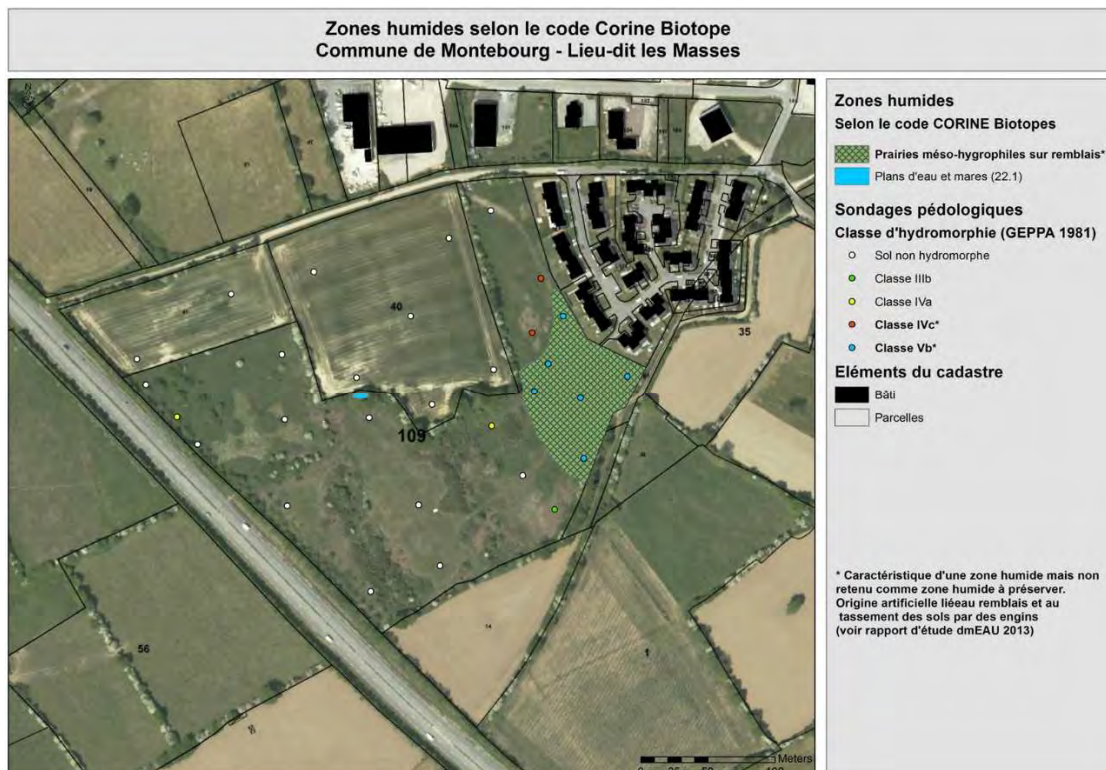 Zones humides selon le code Corine Biotope
Commune de Montebourg - Lieu-dit les Masses
Zones humides
Selon le code CORINE Biotopes
Prairies méso-hygrophiles sur remblais*
Plans d'eau et mares (22.1)
Sondages pédologiques
Classe d'hydromorphie (GEPPA 1981)
Sol non hydromorphe
Classe IIIb
Classe IVa
Classe IVc*
Classe Vb*
Eléments du cadastre
Bâti
Parcelles
* Caractéristique d'une zone humide mais non
retenu comme zone humide à préserver.
Origine artificielle liéeau remblais et au
tassement des sols par des engins
(voir rapport d'étude dmEAU 2013)
40
35
109
14
56
1
Meters